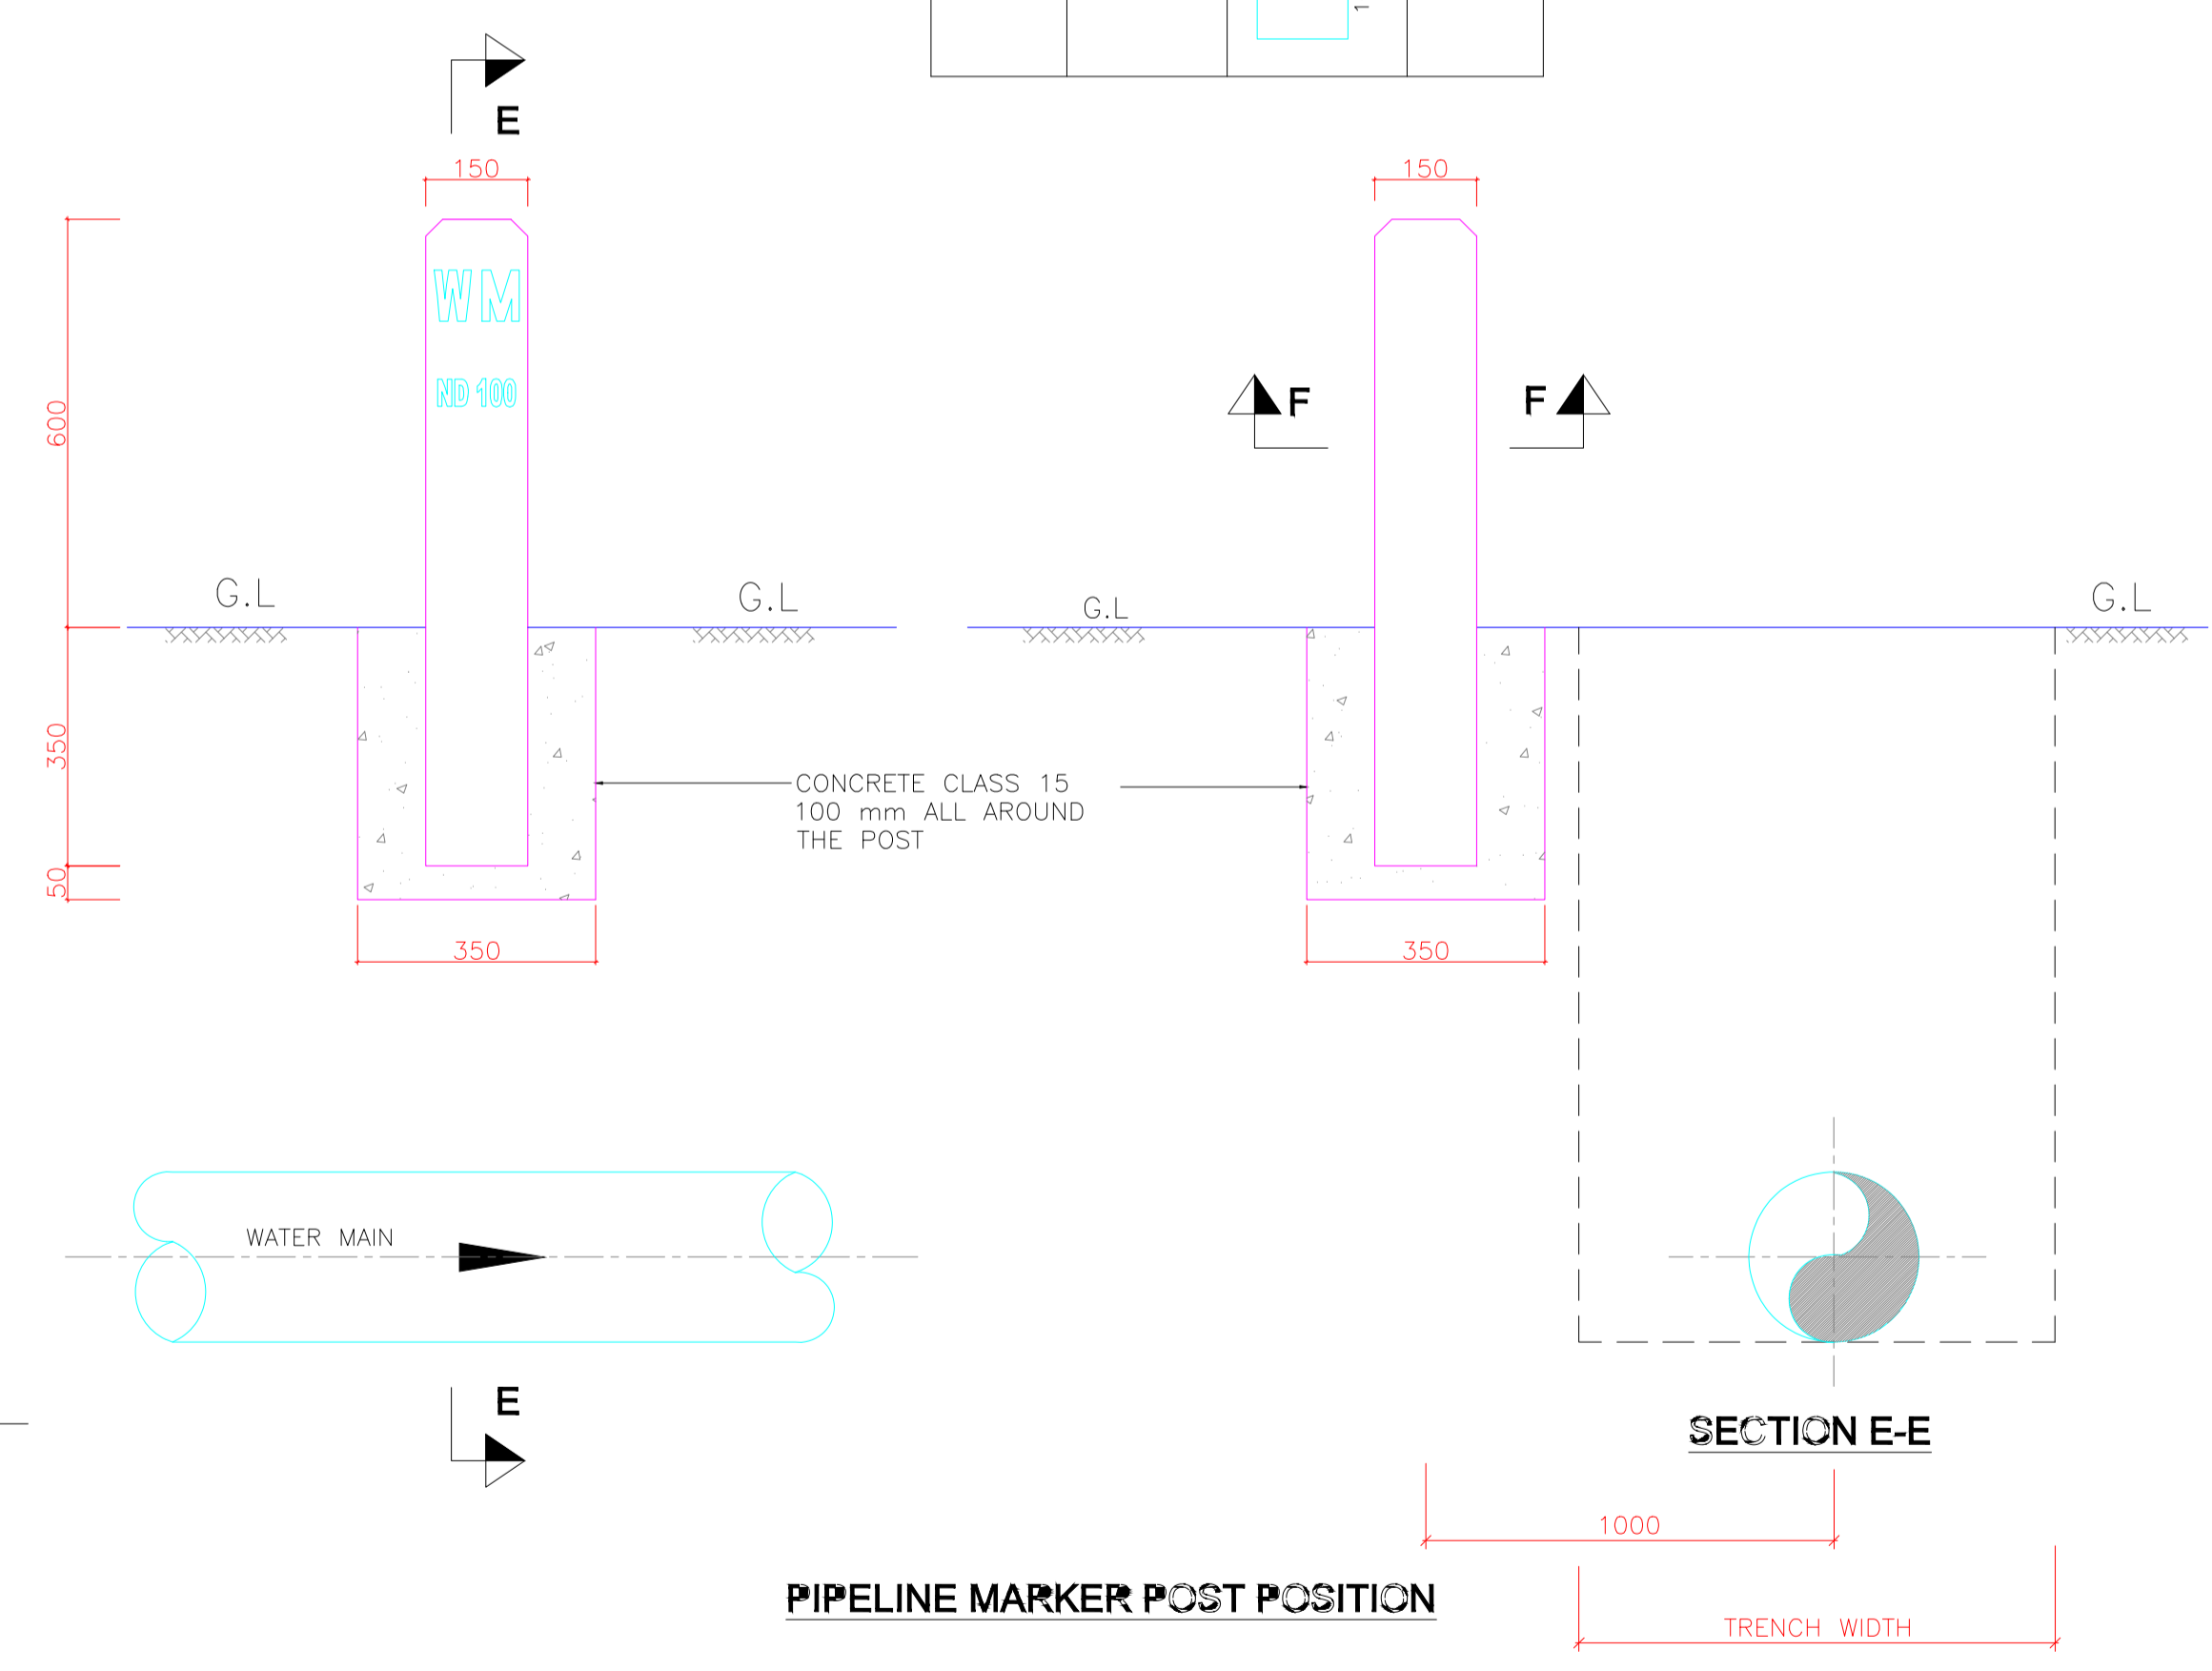 1
E
150
150
WM
ND 100
600
F
F
G.L
G.L
G.L
G.L
350
CONCRETE CLASS 15
100 mm ALL AROUND
THE POST
50
350
350
WATER MAIN
E
SECTION E-E
1000
PIPELINE MARKER POST POSITION
TRENCH WIDTH